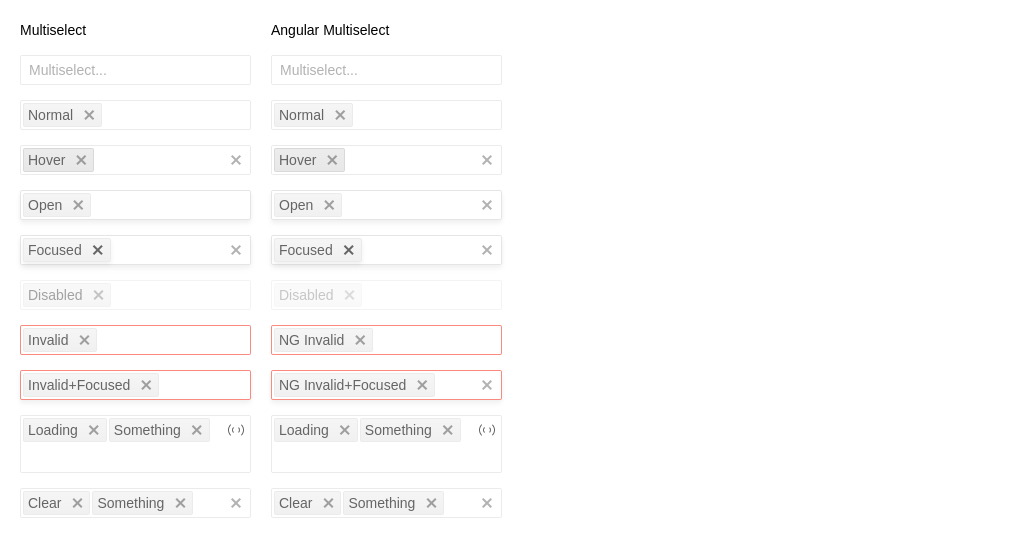 Multiselect
Angular Multiselect
Multiselect...
Multiselect...
Normal
Normal
Hover
Hover
Open
Open
Focused
Focused
Disabled
Disabled
Invalid
NG Invalid
Invalid+Focused
NG Invalid+Focused
Loading Something
Loading Something
Clear Something
Clear Something